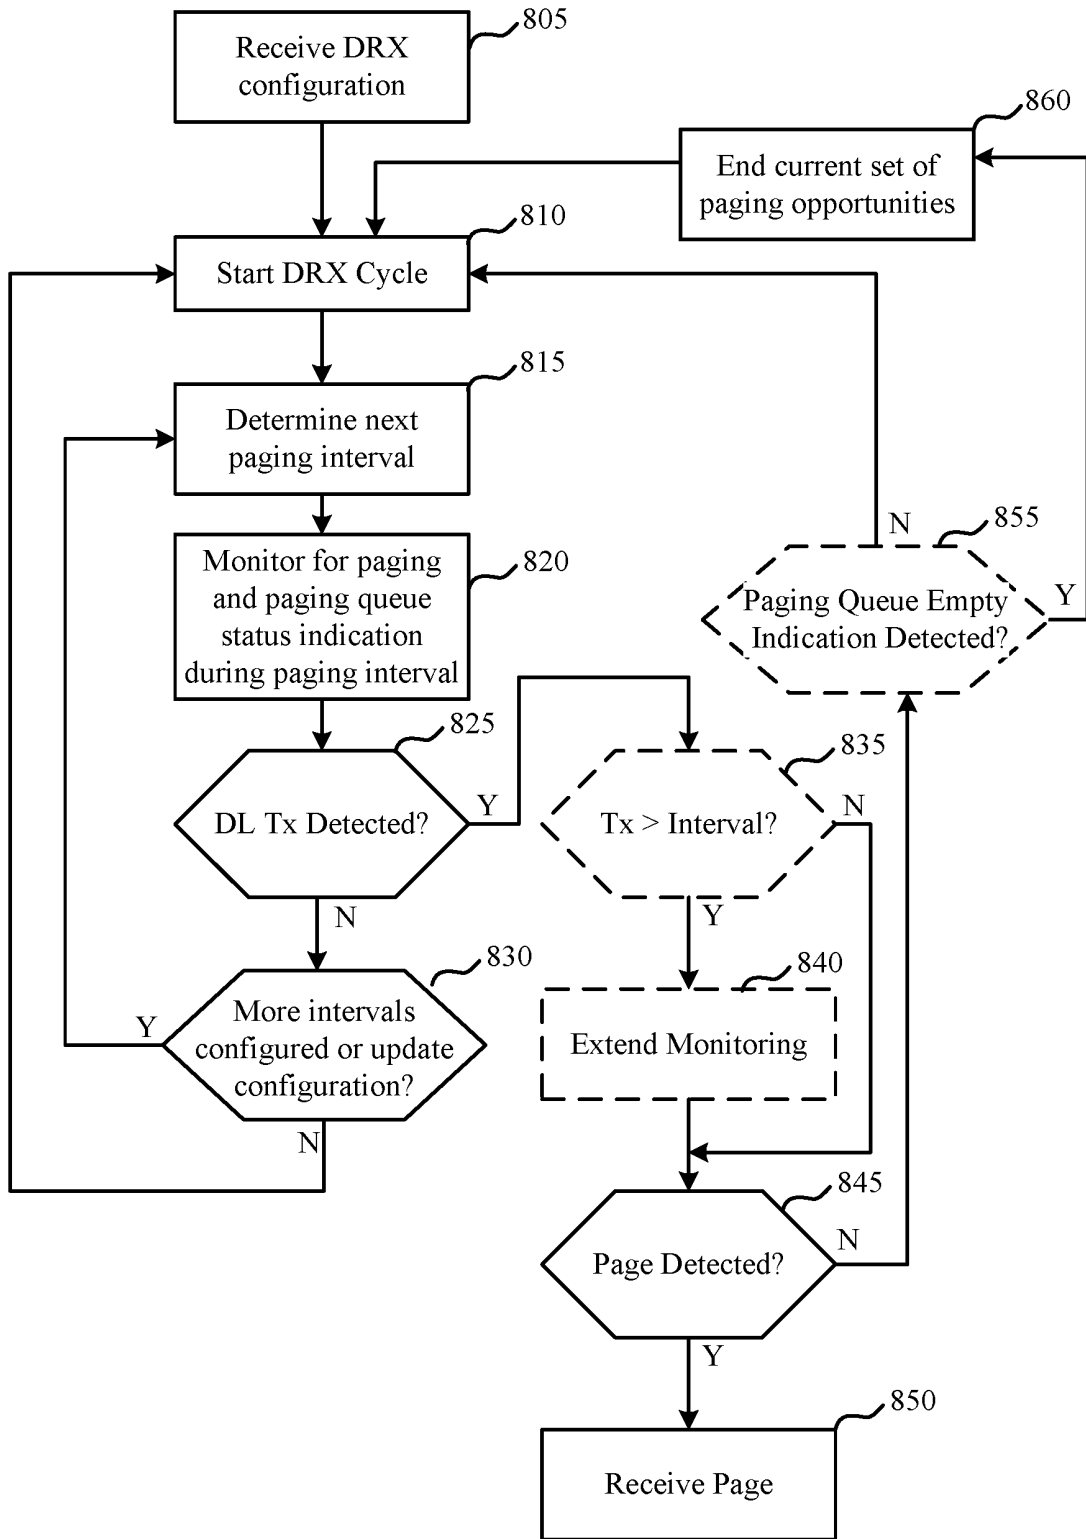 805
Receive DRX
configuration
860
End current set of
paging opportunities
810
Start DRX Cycle
815
Determine next
paging interval
820
Monitor for paging
and paging queue
status indication
during paging interval
N
855
Paging Queue Empty
Indication Detected?
Y
825
DL Tx Detected?
Y
N
835
Tx > Interval?
N
Y
830
More intervals
configured or update
configuration?
Y
N
840
Extend Monitoring
845
Page Detected?
N
Y
850
Receive Page